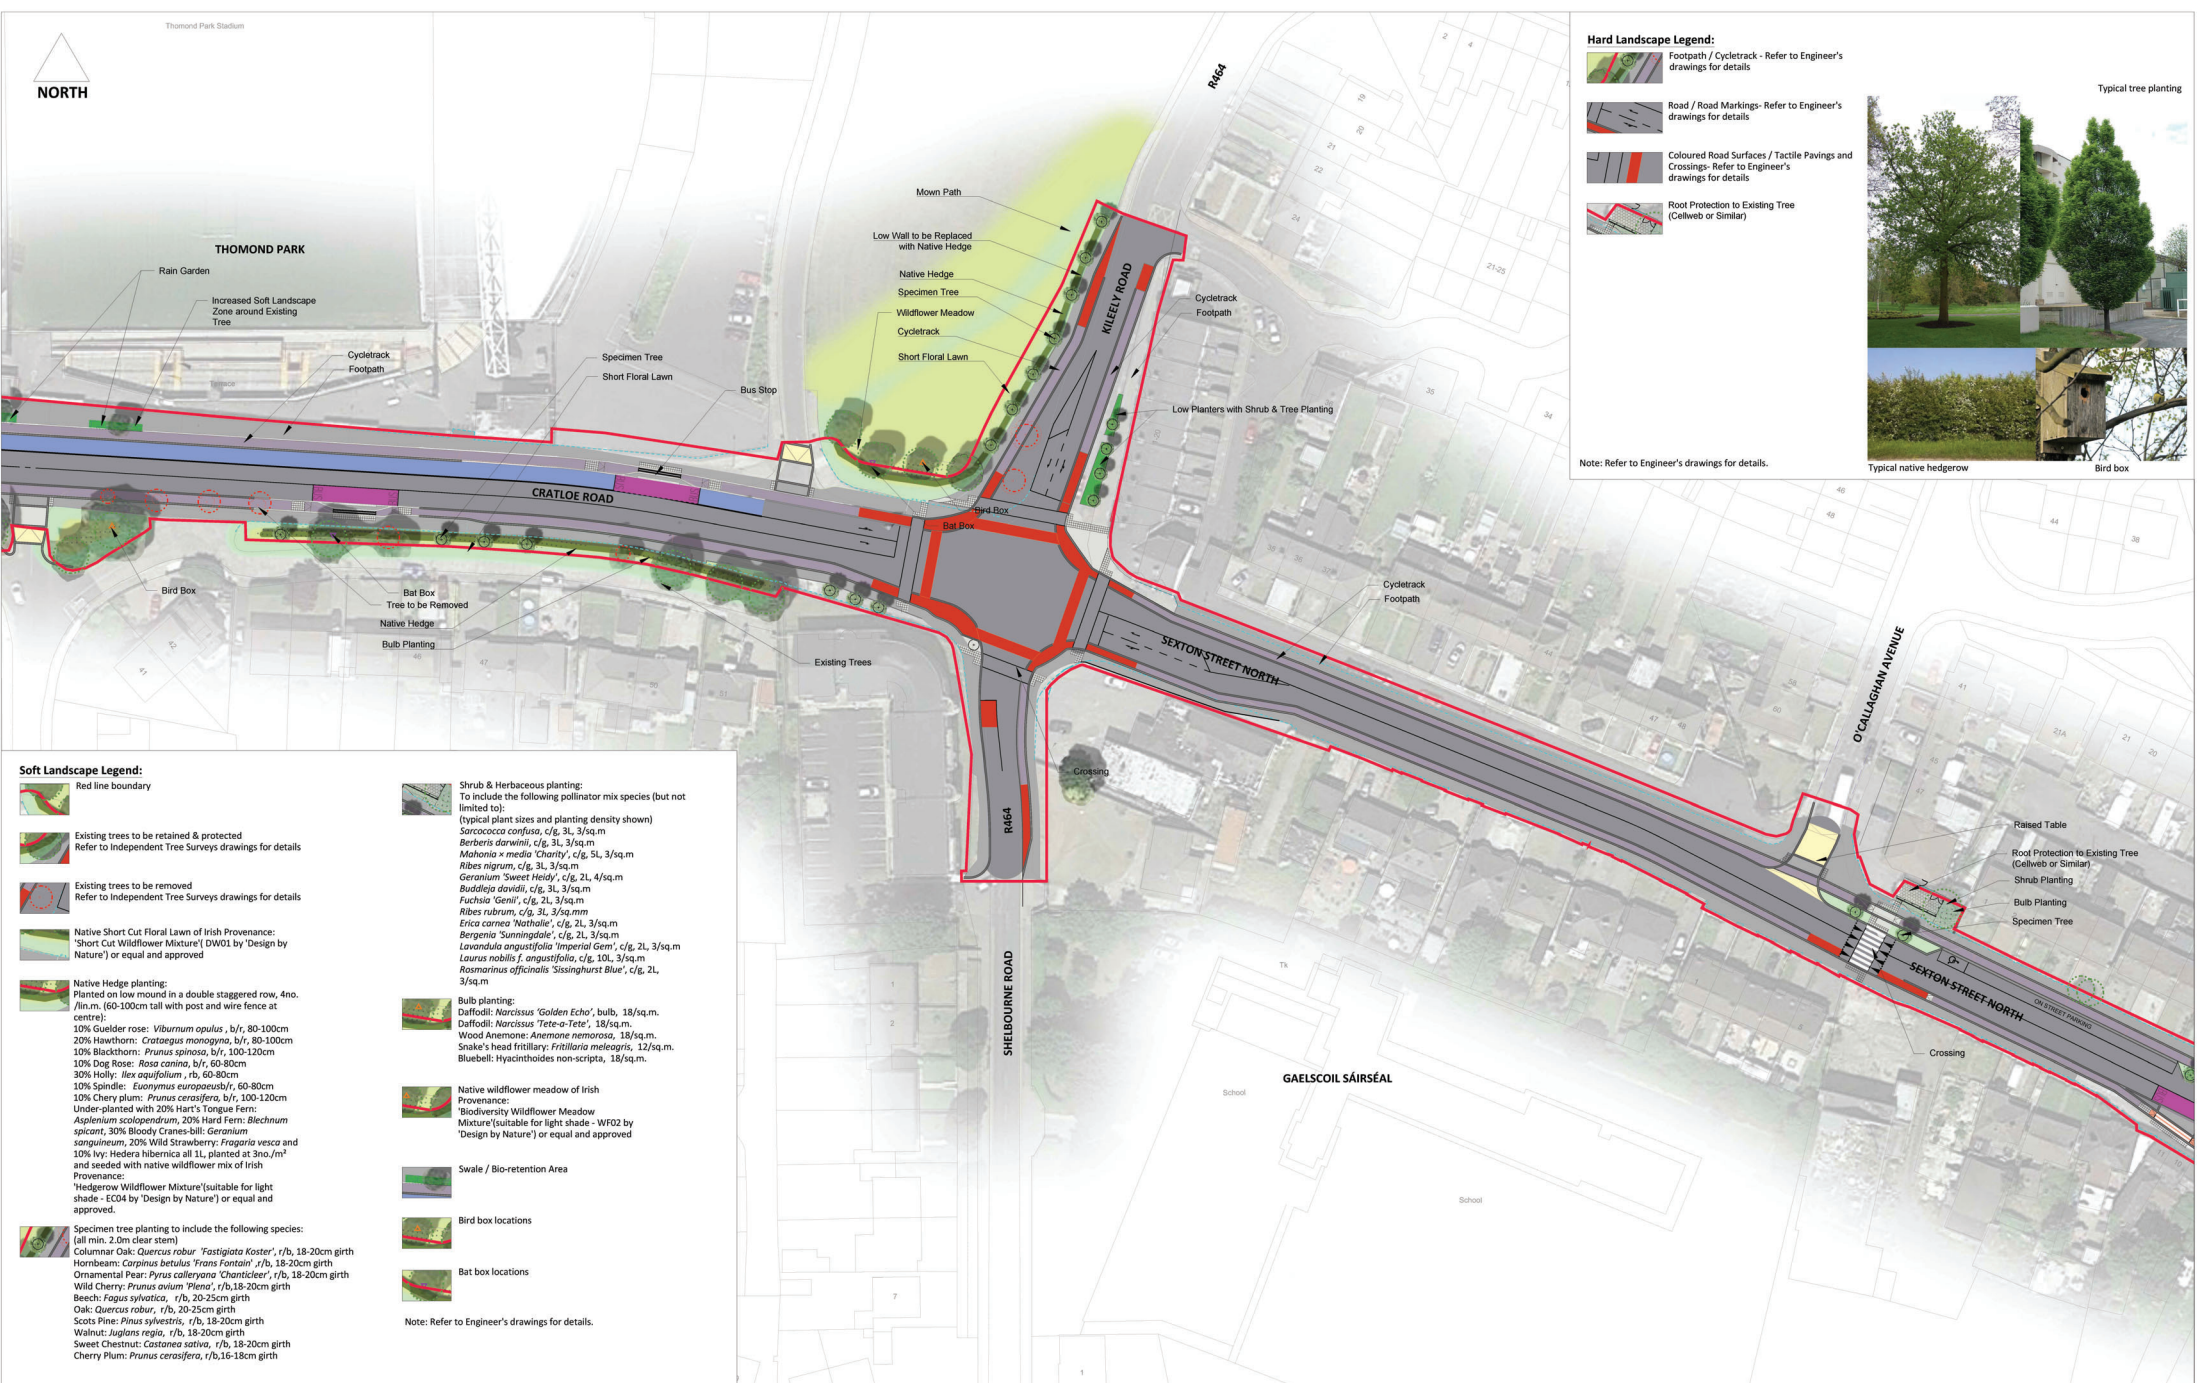 Thomond Park Stadium
NORTH
THOMOND PARK
Rain Garden
Increased Soft Landscape
Zone around Existing
Tree
Cycletrack
Footpath
Terrace
Specimen Tree
Short Floral Lawn
Bus Stop
CRATLOE ROAD
Bird Box
Bat Box
Tree to be Removed
Native Hedge
Bulb Planting
Existing Trees
R464
Mown Path
Low Wall to be Replaced
with Native Hedge
Native Hedge
Specimen Tree
Wildflower Meadow
Cycletrack
Short Floral Lawn
KILEELY ROAD
Cycletrack
Footpath
Low Planters with Shrub & Tree Planting
Bird Box
Bat Box
Cycletrack
Footpath
SEXTON STREET NORTH
Crossing
R464
SHELBOURNE ROAD
O'CALLAGHAN AVENUE
Raised Table
Root Protection to Existing Tree
(Cellweb or Similar)
Shrub Planting
Bulb Planting
Specimen Tree
SEXTON STREET NORTH
ON STREET PARKING
Crossing
GAELSCOIL SÁIRSÉAL
Tk
School
School
Hard Landscape Legend:
Footpath / Cycletrack - Refer to Engineer's
drawings for details
Road / Road Markings- Refer to Engineer's
drawings for details
Coloured Road Surfaces / Tactile Pavings and
Crossings- Refer to Engineer's
drawings for details
Root Protection to Existing Tree
(Cellweb or Similar)
Note: Refer to Engineer's drawings for details.
Typical tree planting
Typical native hedgerow
Bird box
Soft Landscape Legend:
Red line boundary
Existing trees to be retained & protected
Refer to Independent Tree Surveys drawings for details
Existing trees to be removed
Refer to Independent Tree Surveys drawings for details
Native Short Cut Floral Lawn of Irish Provenance:
'Short Cut Wildflower Mixture'( DW01 by 'Design by
Nature') or equal and approved
Native Hedge planting:
Planted on low mound in a double staggered row, 4no.
/lin.m. (60-100cm tall with post and wire fence at
centre):
10% Guelder rose: Viburnum opulus , b/r, 80-100cm
20% Hawthorn: Crataegus monogyna, b/r, 80-100cm
10% Blackthorn: Prunus spinosa, b/r, 100-120cm
10% Dog Rose: Rosa canina, b/r, 60-80cm
30% Holly: Ilex aquifolium , rb, 60-80cm
10% Spindle: Euonymus europaeusb/r, 60-80cm
10% Chery plum: Prunus cerasifera, b/r, 100-120cm
Under-planted with 20% Hart's Tongue Fern:
Asplenium scolopendrum, 20% Hard Fern: Blechnum
spicant, 30% Bloody Cranes-bill: Geranium
sanguineum, 20% Wild Strawberry: Fragaria vesca and
10% Ivy: Hedera hibernica all 1L, planted at 3no./m²
and seeded with native wildflower mix of Irish
Provenance:
'Hedgerow Wildflower Mixture'(suitable for light
shade - EC04 by 'Design by Nature') or equal and
approved.
Specimen tree planting to include the following species:
(all min. 2.0m clear stem)
Columnar Oak: Quercus robur 'Fastigiata Koster', r/b, 18-20cm girth
Hornbeam: Carpinus betulus 'Frans Fontain' ,r/b, 18-20cm girth
Ornamental Pear: Pyrus calleryana 'Chanticleer', r/b, 18-20cm girth
Wild Cherry: Prunus avium 'Plena', r/b,18-20cm girth
Beech: Fagus sylvatica, r/b, 20-25cm girth
Oak: Quercus robur, r/b, 20-25cm girth
Scots Pine: Pinus sylvestris, r/b, 18-20cm girth
Walnut: Juglans regia, r/b, 18-20cm girth
Sweet Chestnut: Castanea sativa, r/b, 18-20cm girth
Cherry Plum: Prunus cerasifera, r/b,16-18cm girth
Shrub & Herbaceous planting:
To include the following pollinator mix species (but not
limited to):
(typical plant sizes and planting density shown)
Sarcococca confusa, c/g, 3L, 3/sq.m
Berberis darwinii, c/g, 3L, 3/sq.m
Mahonia × media 'Charity', c/g, 5L, 3/sq.m
Ribes nigrum, c/g, 3L, 3/sq.m
Geranium 'Sweet Heidy', c/g, 2L, 4/sq.m
Buddleja davidii, c/g, 3L, 3/sq.m
Fuchsia 'Genii', c/g, 2L, 3/sq.m
Ribes rubrum, c/g, 3L, 3/sq.mm
Erica carnea 'Nathalie', c/g, 2L, 3/sq.m
Bergenia 'Sunningdale', c/g, 2L, 3/sq.m
Lavandula angustifolia 'Imperial Gem', c/g, 2L, 3/sq.m
Laurus nobilis f. angustifolia, c/g, 10L, 3/sq.m
Rosmarinus officinalis 'Sissinghurst Blue', c/g, 2L,
3/sq.m
Bulb planting:
Daffodil: Narcissus 'Golden Echo', bulb, 18/sq.m.
Daffodil: Narcissus 'Tete-a-Tete', 18/sq.m.
Wood Anemone: Anemone nemorosa, 18/sq.m.
Snake's head fritillary: Fritillaria meleagris, 12/sq.m.
Bluebell: Hyacinthoides non-scripta, 18/sq.m.
Native wildflower meadow of Irish
Provenance:
'Biodiversity Wildflower Meadow
Mixture'(suitable for light shade - WF02 by
'Design by Nature') or equal and approved
Swale / Bio-retention Area
Bird box locations
Bat box locations
Note: Refer to Engineer's drawings for details.